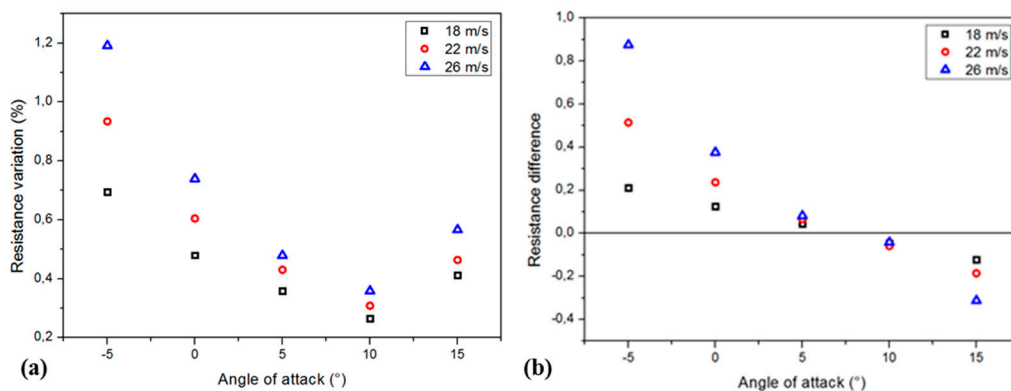 1,2
1,0
0,8
0,6
0,4
0,2
Resistance variation (%)
18 m/s
22 m/s
26 m/s
-5
0
5
10
15
Angle of attack (°)
(a)
1,0
0,8
0,6
0,4
0,2
0,0
-0,2
-0,4
Resistance difference
18 m/s
22 m/s
26 m/s
-5
0
5
10
15
Angle of attack (°)
(b)